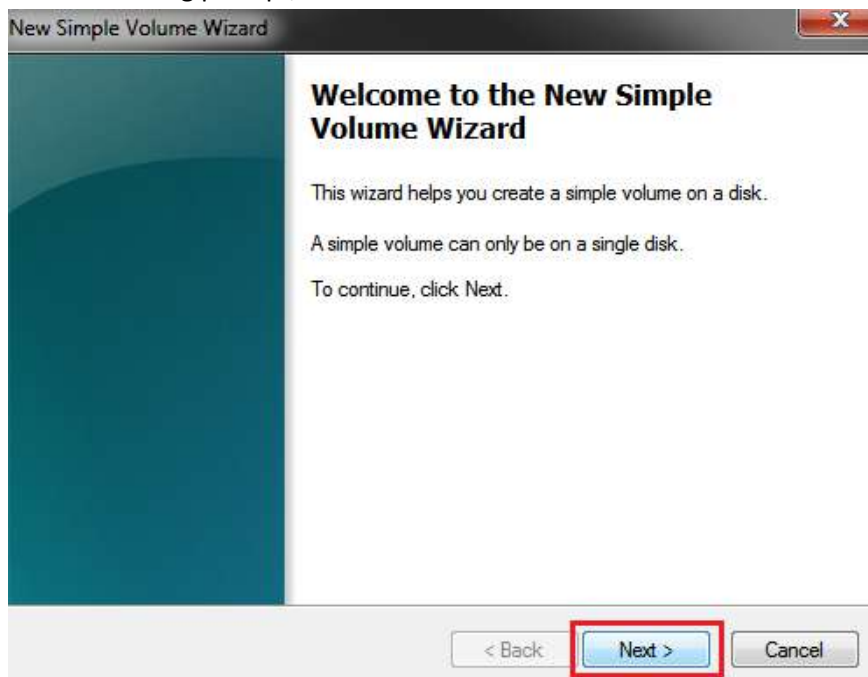 New Simple Volume Wizard
Welcome to the New Simple
Volume Wizard
This wizard helps you create a simple volume on a disk.
A simple volume can only be on a single disk.
To continue, click Next.
< Back Next > Cancel